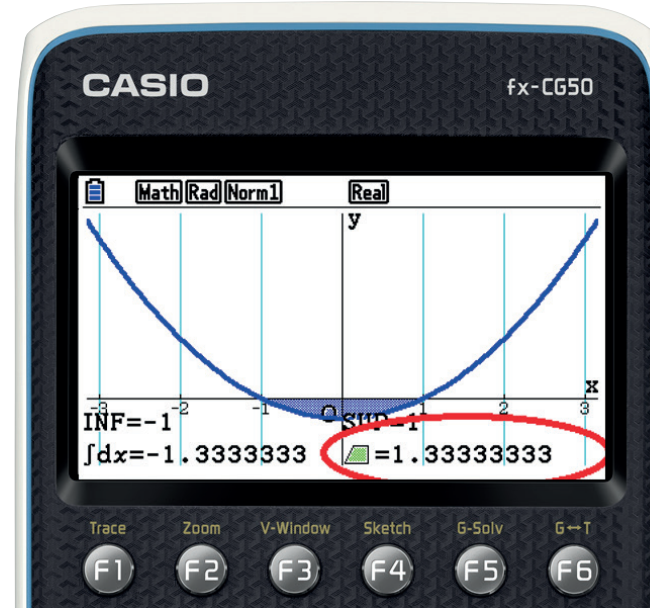 CASIO
fx-CG50
Math Rad Norm1 Real
y
x
-3 -2 -1 O 1 2 3
INF=-1 SUP=1
∫dx=-1.3333333 =1.33333333
Trace Zoom V-Window Sketch G-Solv G↔T
F1 F2 F3 F4 F5 F6